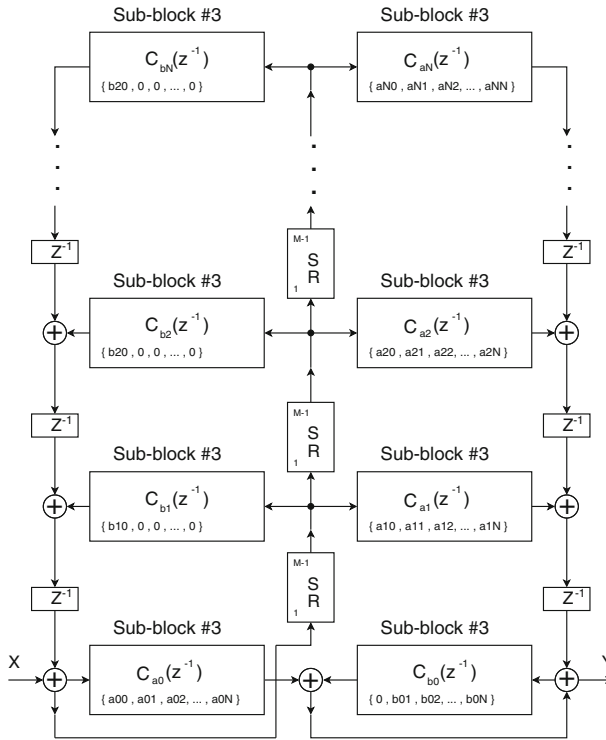 Sub-block #3 Sub-block #3
C_bN(z^-1) C_aN(z^-1)
{ b20 , 0 , 0 , ... , 0 } { aN0 , aN1 , aN2, ... , aNN }
M-1
Z^-1 S R Z^-1
1
Sub-block #3 Sub-block #3
C_b2(z^-1) C_a2(z^-1)
{ b20 , 0 , 0 , ... , 0 } { a20 , a21 , a22, ... , a2N }
M-1
Z^-1 S R Z^-1
1
Sub-block #3 Sub-block #3
C_b1(z^-1) C_a1(z^-1)
{ b10 , 0 , 0 , ... , 0 } { a10 , a11 , a12, ... , a1N }
M-1
Z^-1 S R Z^-1
1
Sub-block #3 Sub-block #3
X C_a0(z^-1) C_b0(z^-1) Y
{ a00 , a01 , a02, ... , a0N } { 0 , b01 , b02, ... , b0N }